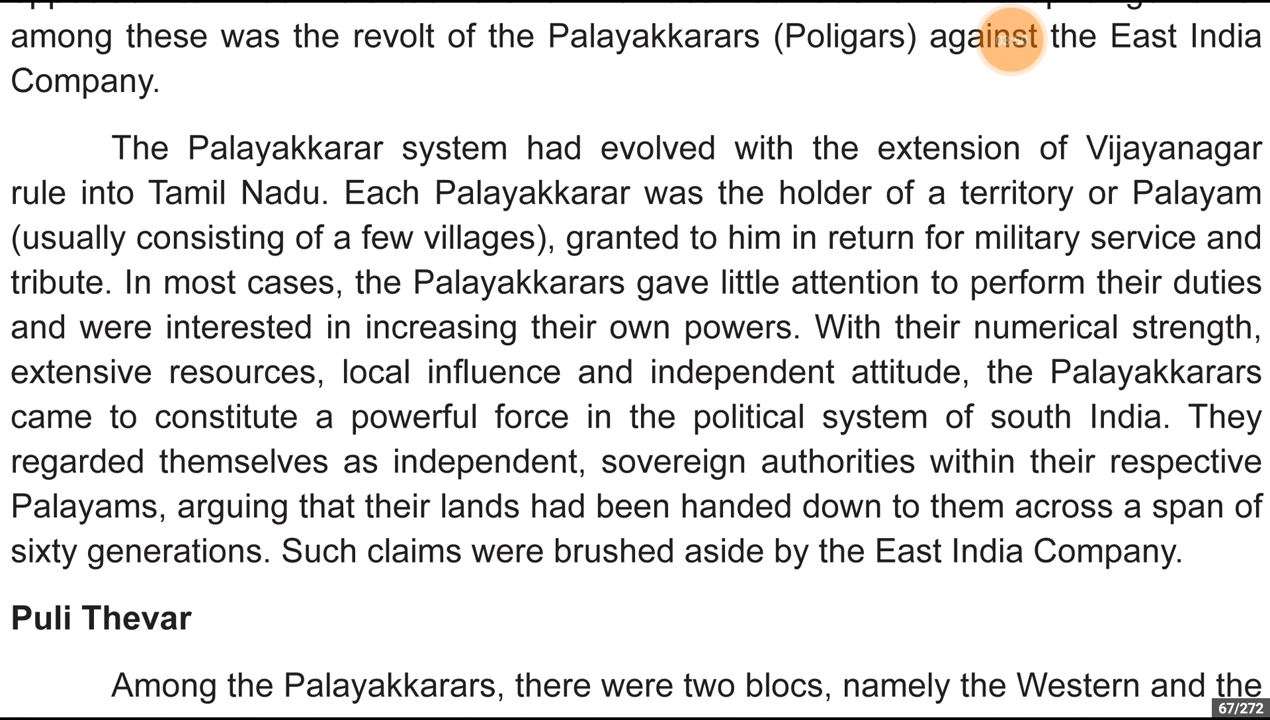 among these was the revolt of the Palayakkarars (Poligars) against the East India
Company.
The Palayakkarar system had evolved with the extension of Vijayanagar
rule into Tamil Nadu. Each Palayakkarar was the holder of a territory or Palayam
(usually consisting of a few villages), granted to him in return for military service and
tribute. In most cases, the Palayakkarars gave little attention to perform their duties
and were interested in increasing their own powers. With their numerical strength,
extensive resources, local influence and independent attitude, the Palayakkarars
came to constitute a powerful force in the political system of south India. They
regarded themselves as independent, sovereign authorities within their respective
Palayams, arguing that their lands had been handed down to them across a span of
sixty generations. Such claims were brushed aside by the East India Company.
Puli Thevar
Among the Palayakkarars, there were two blocs, namely the Western and the
67/272